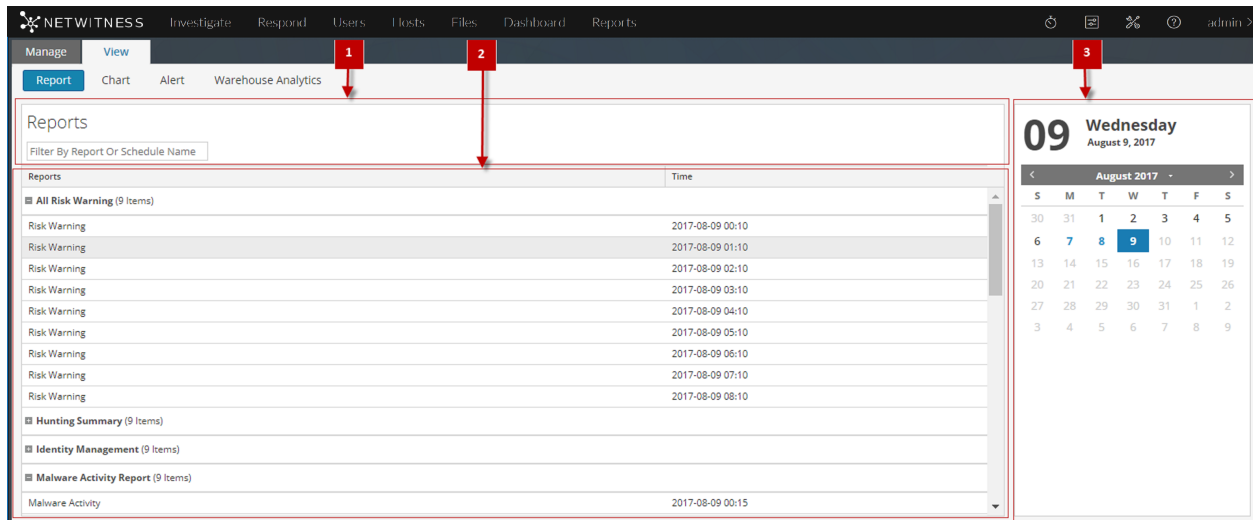 NETWITNESS Investigate Respond Users Hosts Files Dashboard Reports admin
Manage View
1 2 3
Report Chart Alert Warehouse Analytics
Reports
Filter By Report Or Schedule Name
Reports Time
All Risk Warning (9 Items)
Risk Warning 2017-08-09 00:10
Risk Warning 2017-08-09 01:10
Risk Warning 2017-08-09 02:10
Risk Warning 2017-08-09 03:10
Risk Warning 2017-08-09 04:10
Risk Warning 2017-08-09 05:10
Risk Warning 2017-08-09 06:10
Risk Warning 2017-08-09 07:10
Risk Warning 2017-08-09 08:10
Hunting Summary (9 Items)
Identity Management (9 Items)
Malware Activity Report (9 Items)
Malware Activity 2017-08-09 00:15
09 Wednesday
August 9, 2017
August 2017
S M T W T F S
30 31 1 2 3 4 5
6 7 8 9 10 11 12
13 14 15 16 17 18 19
20 21 22 23 24 25 26
27 28 29 30 31 1 2
3 4 5 6 7 8 9